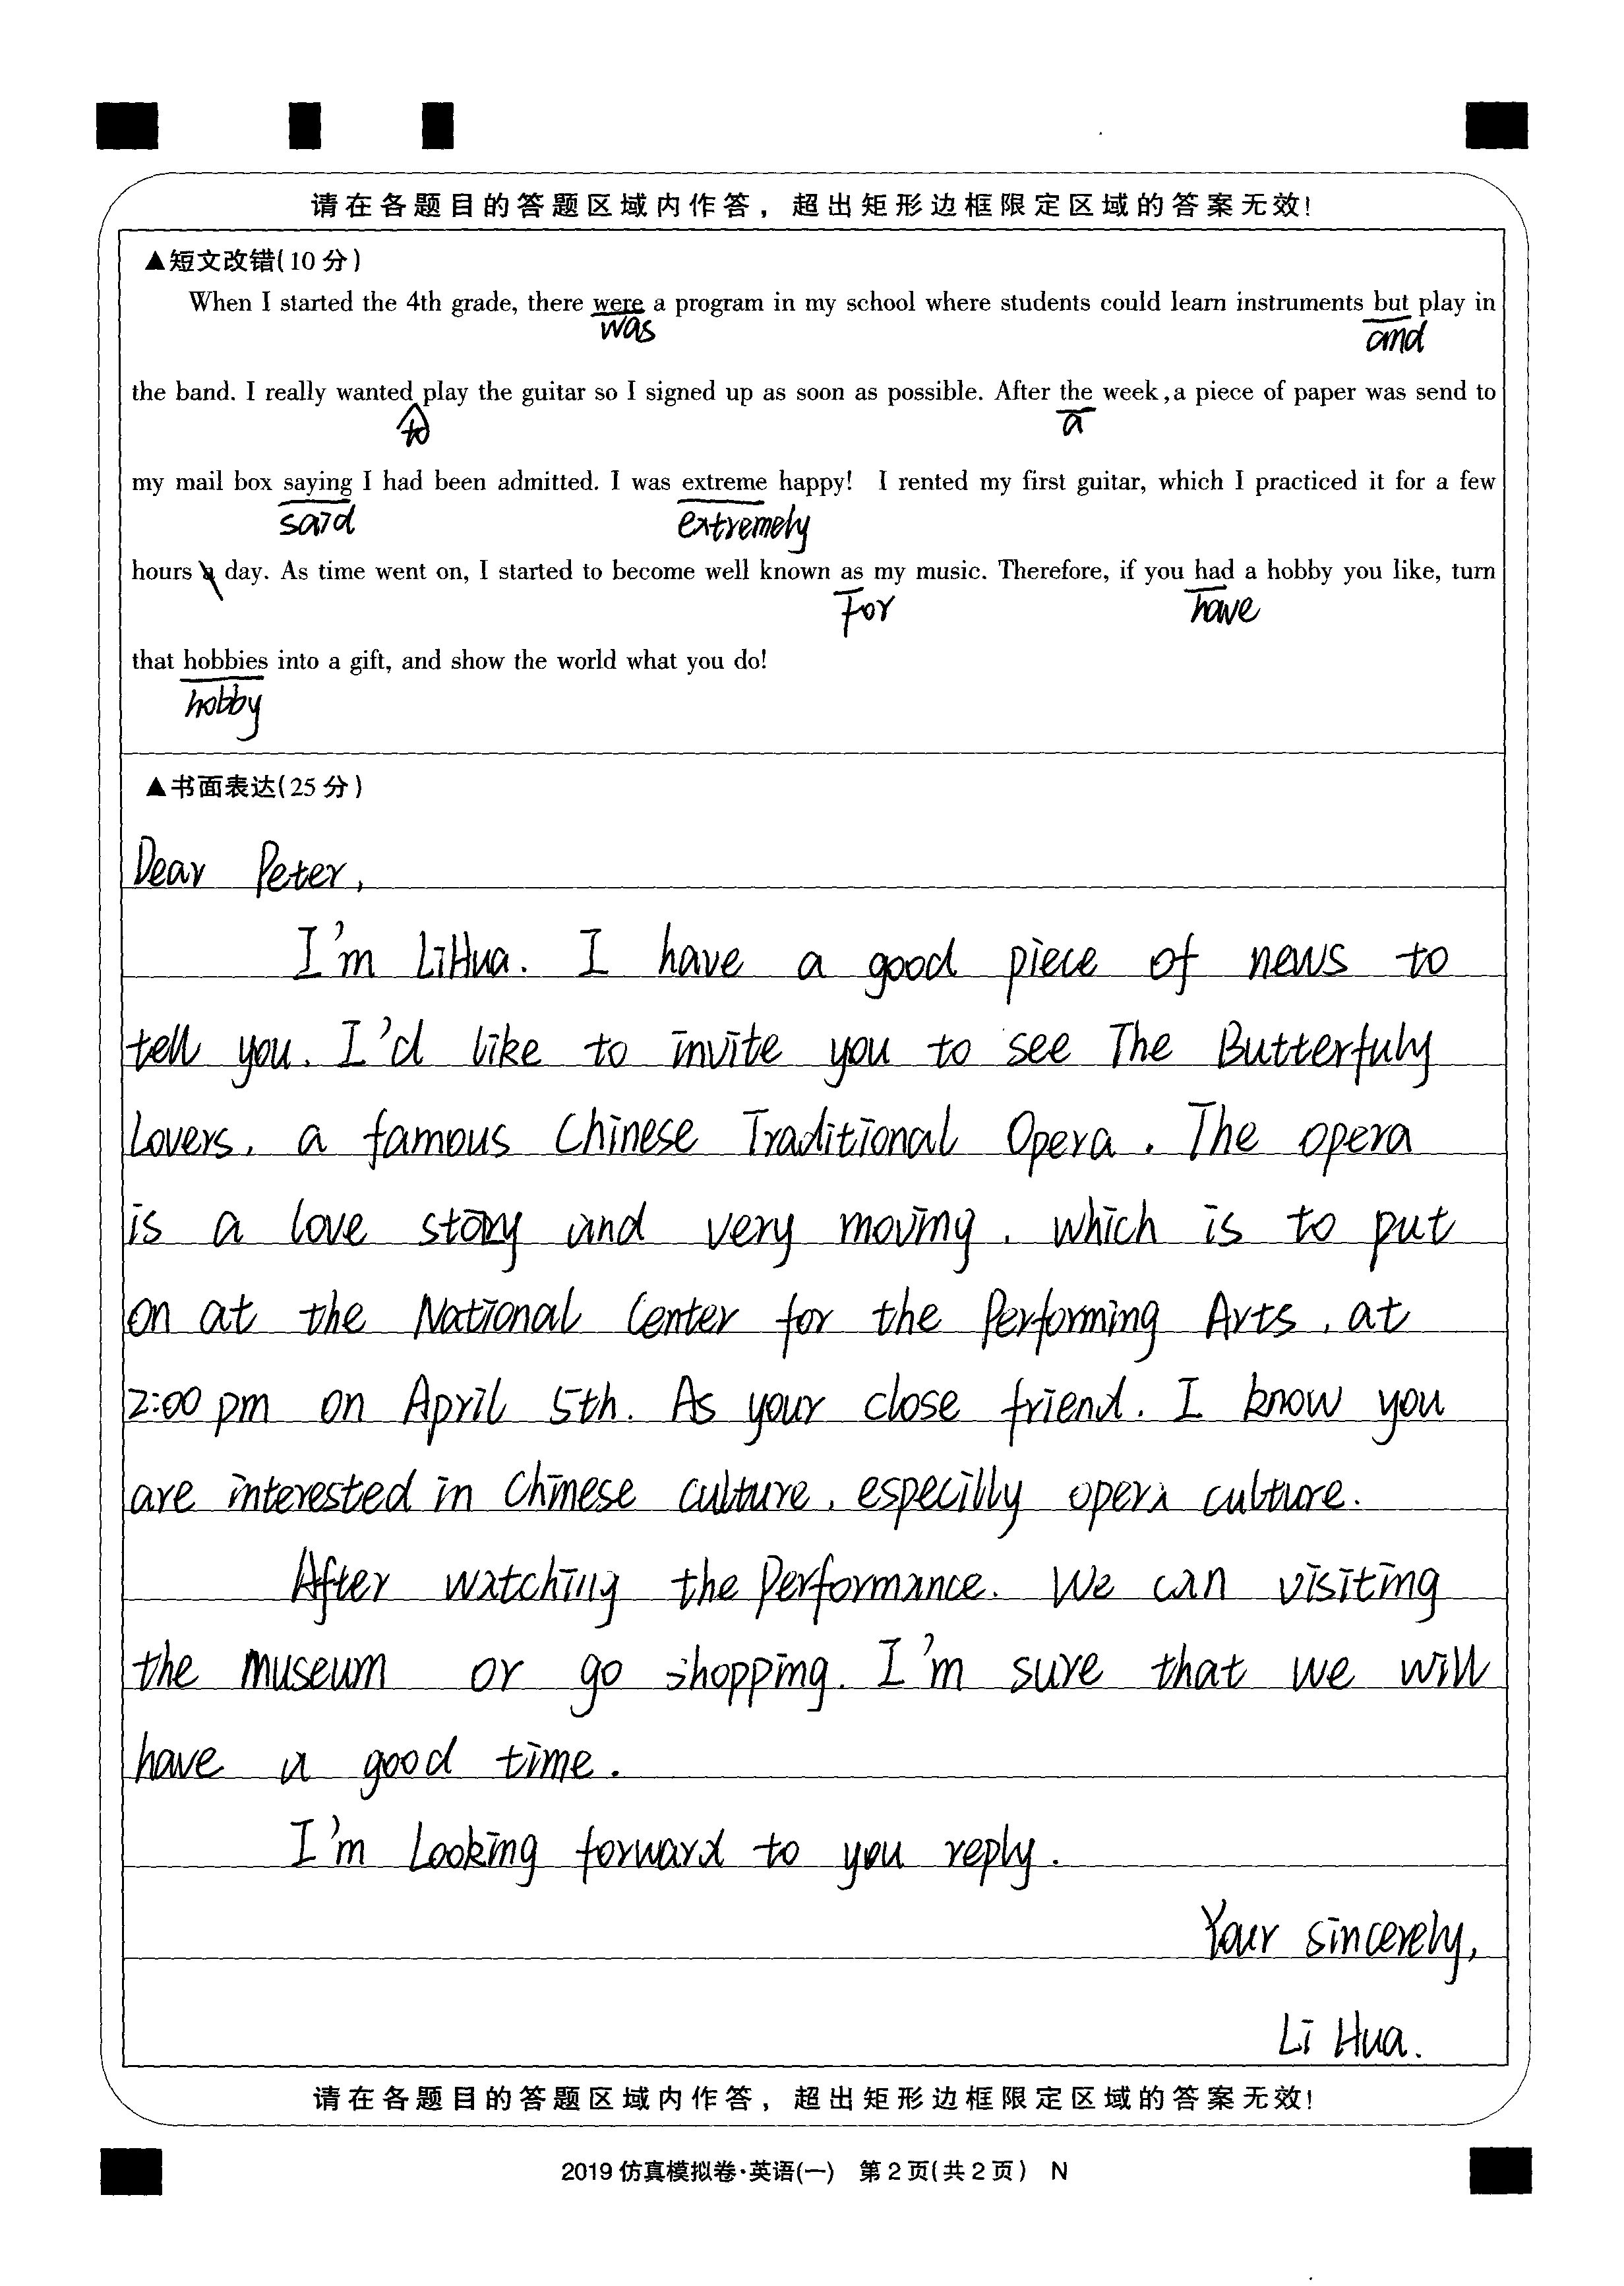 请在各题目的答题区域内作答，超出矩形边框限定区域的答案无效!
▲短文改错(10分)
When I started the 4th grade, there were a program in my school where students could learn instruments but play in
was
and
the band. I really wanted play the guitar so I signed up as soon as possible. After the week,a piece of paper was send to
to
a
my mail box saying I had been admitted. I was extreme happy! I rented my first guitar, which I practiced it for a few
said
extremely
hours a day. As time went on, I started to become well known as my music. Therefore, if you had a hobby you like, turn
For
have
that hobbies into a gift, and show the world what you do!
hobby
▲书面表达(25分)
Dear Peter,
I'm LiHua. I have a good piece of news to
tell you. I'd like to invite you to see The Butterfuly
Lovers, a famous Chinese Traditional Opera. The opera
is a love story and very moving, which is to put
on at the National Center for the Performing Arts, at
2:00 pm on April 5th. As your close friend. I know you
are interested in Chinese culture, especilly opera culture.
After watching the Performance. We can visiting
the museum or go shopping. I'm sure that we will
have a good time.
I'm Looking forward to you reply.
Your sincerely,
Li Hua.
请在各题目的答题区域内作答，超出矩形边框限定区域的答案无效!
2019仿真模拟卷·英语(一) 第2页(共2页) N